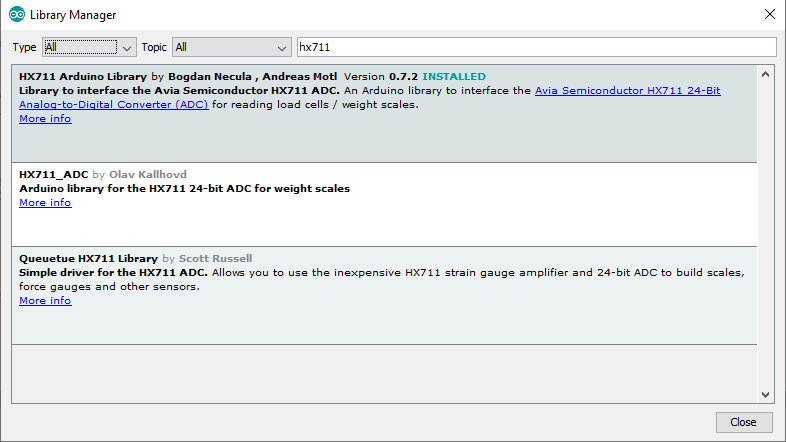 Library Manager
Type All Topic All hx711
HX711 Arduino Library by Bogdan Necula , Andreas Motl Version 0.7.2 INSTALLED
Library to interface the Avia Semiconductor HX711 ADC. An Arduino library to interface the Avia Semiconductor HX711 24-Bit
Analog-to-Digital Converter (ADC) for reading load cells / weight scales.
More info
HX711_ADC by Olav Kallhovd
Arduino library for the HX711 24-bit ADC for weight scales
More info
Queuetue HX711 Library by Scott Russell
Simple driver for the HX711 ADC. Allows you to use the inexpensive HX711 strain gauge amplifier and 24-bit ADC to build scales,
force gauges and other sensors.
More info
Close